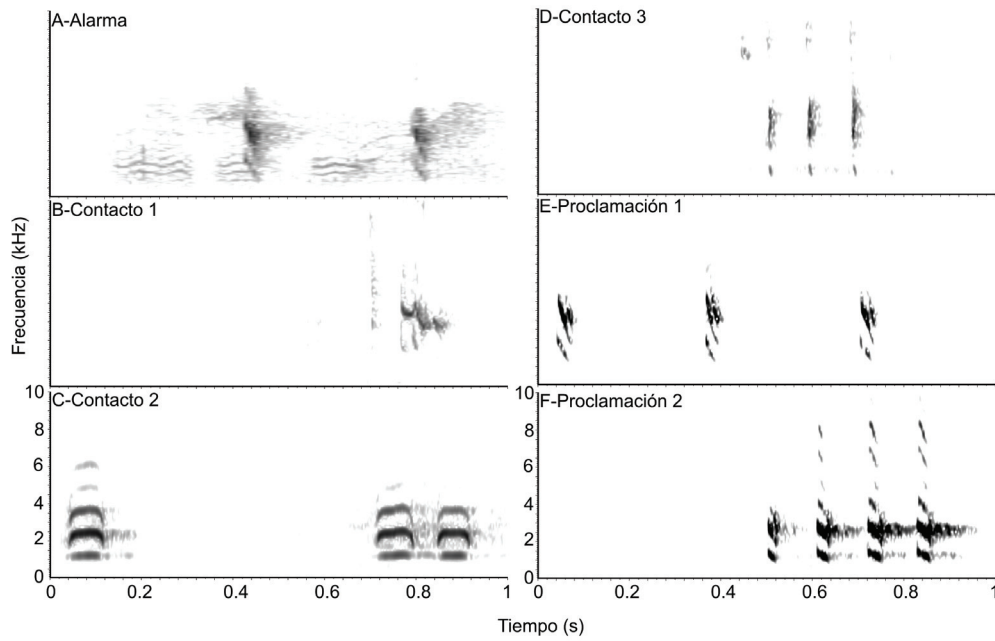 A-Alarma
D-Contacto 3
B-Contacto 1
E-Proclamación 1
Frecuencia (kHz)
C-Contacto 2
F-Proclamación 2
10
8
6
4
2
0
10
8
6
4
2
0
0 0.2 0.4 0.6 0.8 1
0 0.2 0.4 0.6 0.8 1
Tiempo (s)